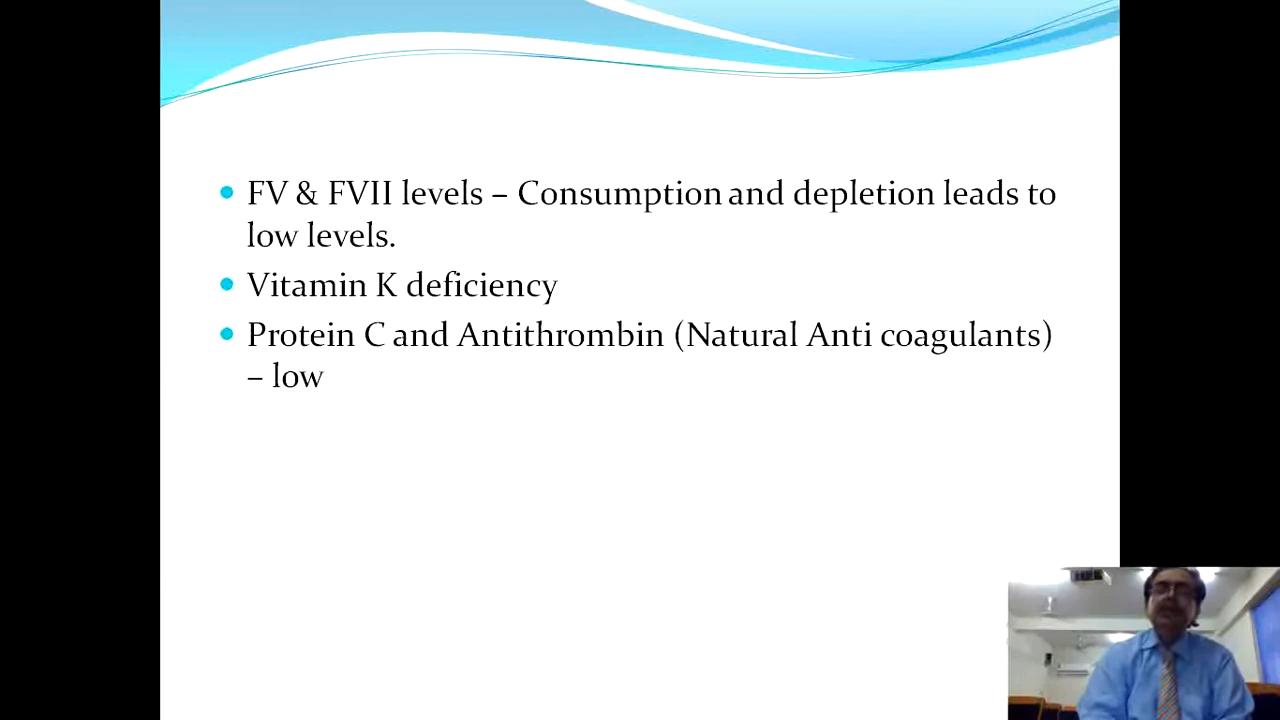 FV & FVII levels – Consumption and depletion leads to
low levels.
Vitamin K deficiency
Protein C and Antithrombin (Natural Anti coagulants)
– low